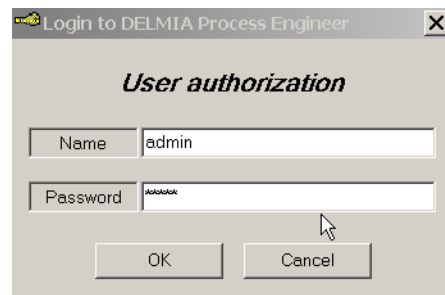 Login to DELMIA Process Engineer
User authorization
Name admin
Password *****
OK Cancel